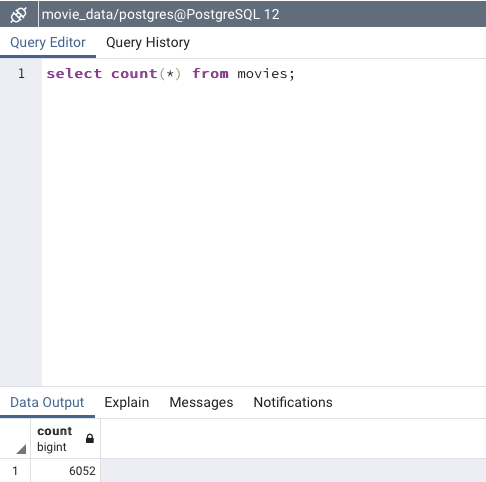 movie_data/postgres@PostgreSQL 12
Query Editor Query History
1 select count(*) from movies;
Data Output Explain Messages Notifications
count
bigint
1 6052